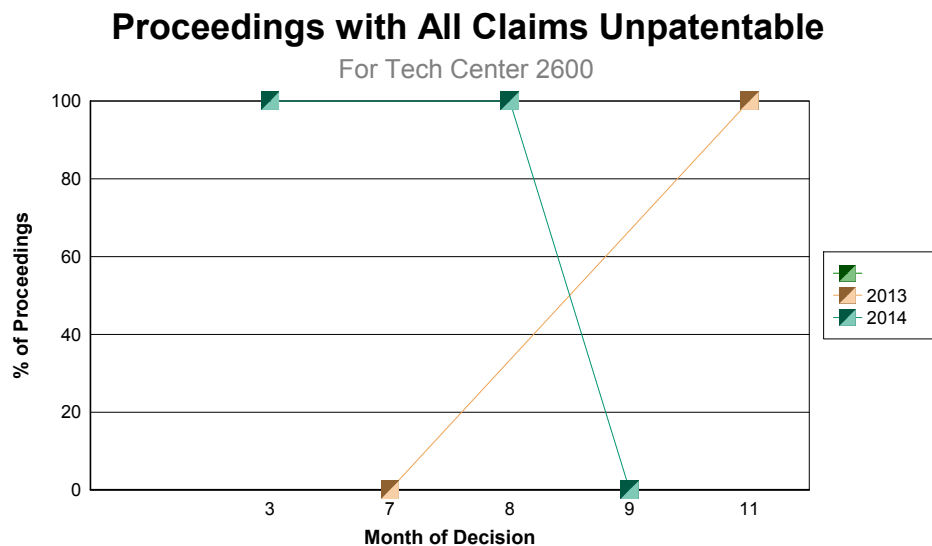 Proceedings with All Claims Unpatentable
For Tech Center 2600
100
80
60
40
20
0
% of Proceedings
3 7 8 9 11
Month of Decision
2013
2014